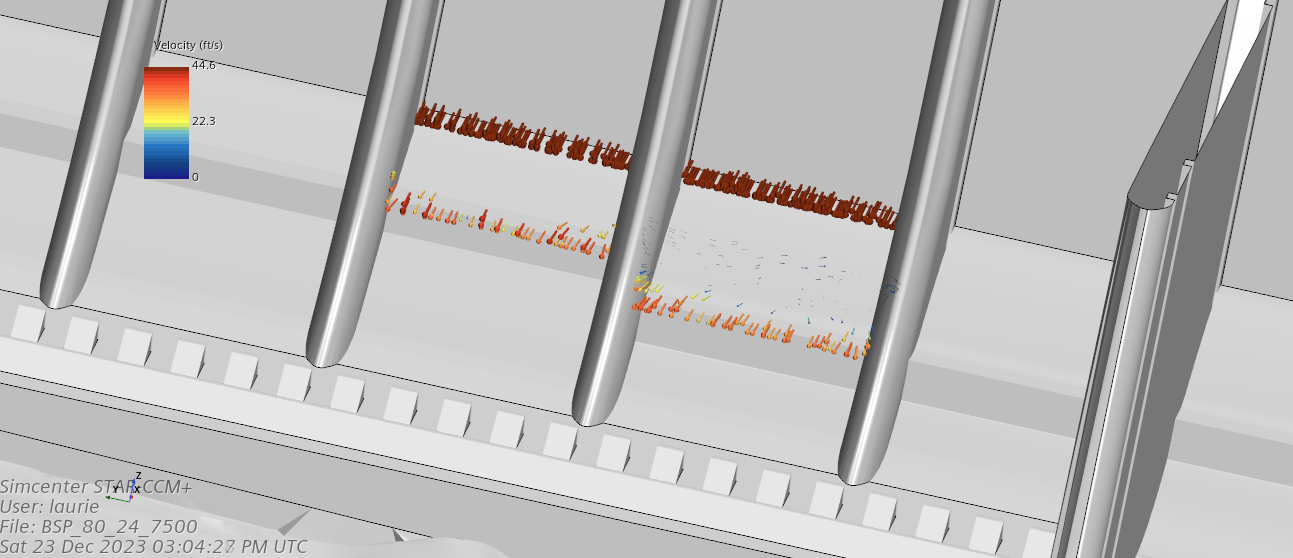 Velocity (ft/s)
44.6
22.3
0
Z
Y X
Simcenter STAR-CCM+
User: laurie
File: BSP_80_24_7500
Sat 23 Dec 2023 03:04:28 PM UTC